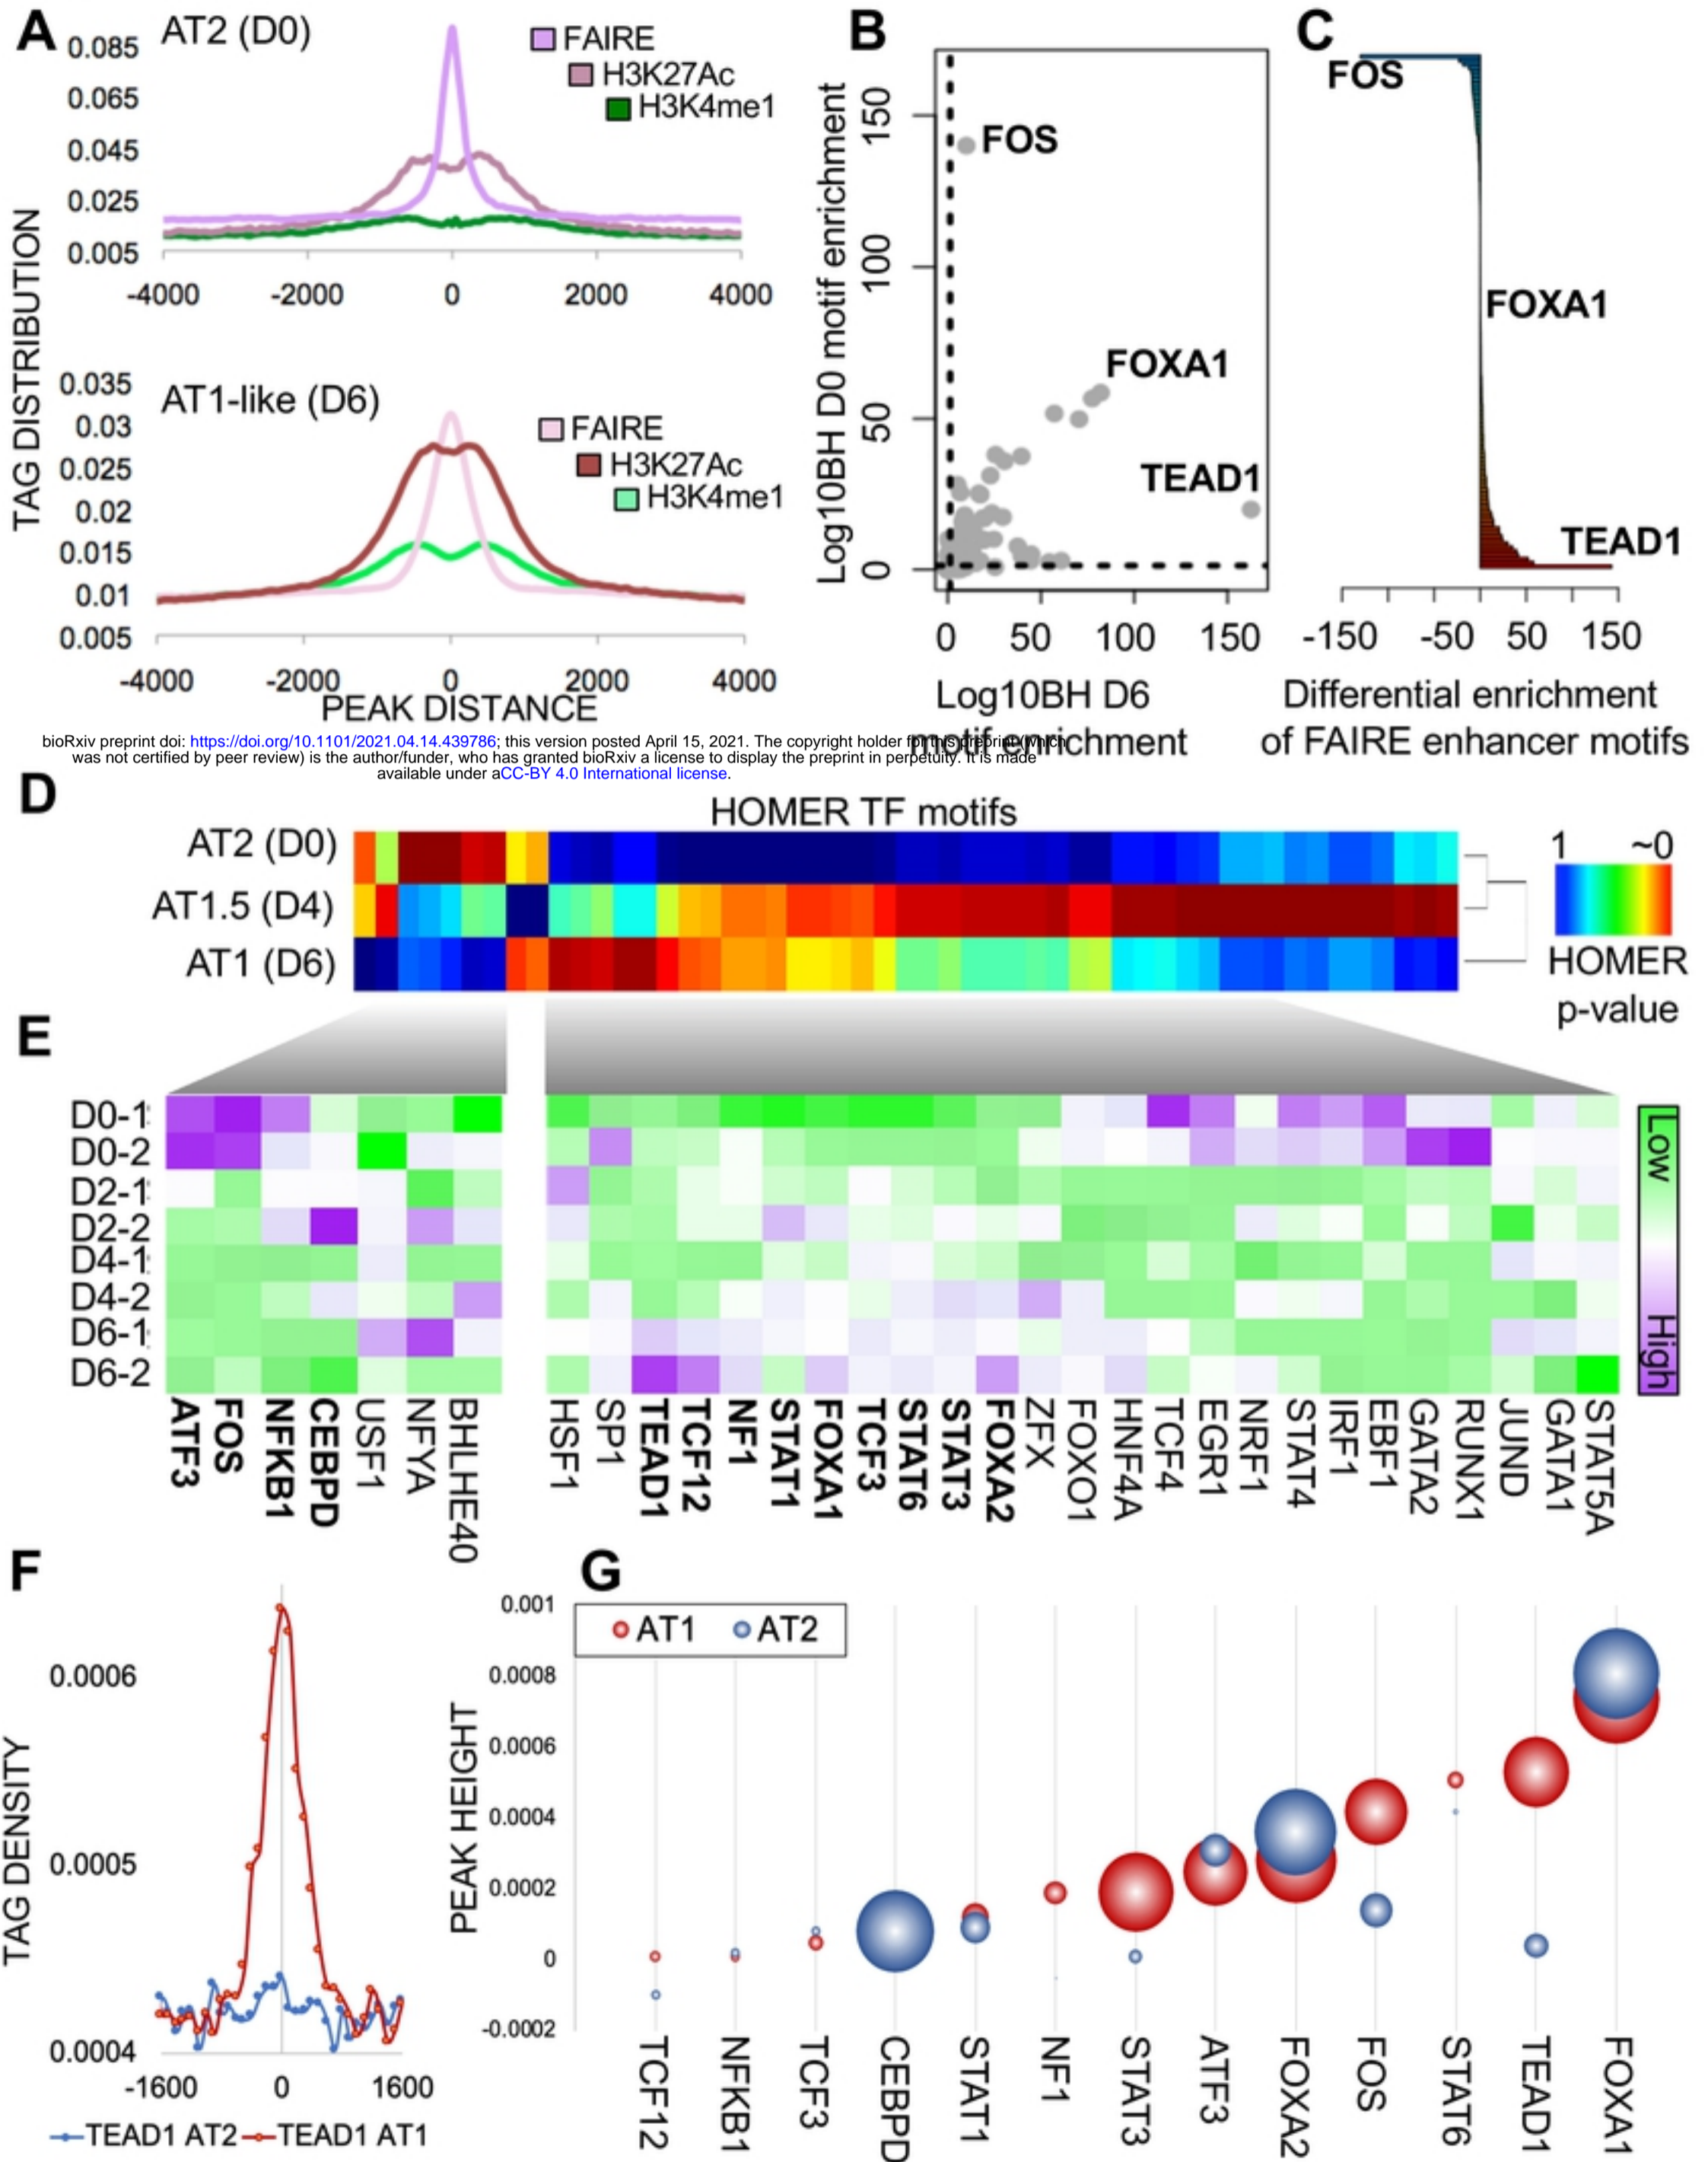 A
AT2 (D0)
FAIRE
H3K27Ac
H3K4me1
0.085
0.065
0.045
0.025
0.005
-4000 -2000 0 2000 4000
TAG DISTRIBUTION
AT1-like (D6)
FAIRE
H3K27Ac
H3K4me1
0.035
0.03
0.025
0.02
0.015
0.01
0.005
-4000 -2000 0 2000 4000
PEAK DISTANCE
B
Log10BH D0 motif enrichment
150
100
50
0
FOS
FOXA1
TEAD1
0 50 100 150
Log10BH D6
motif enrichment
C
FOS
FOXA1
TEAD1
-150 -50 50 150
Differential enrichment
of FAIRE enhancer motifs
bioRxiv preprint doi: https://doi.org/10.1101/2021.04.14.439786; this version posted April 15, 2021. The copyright holder for this preprint (which
was not certified by peer review) is the author/funder, who has granted bioRxiv a license to display the preprint in perpetuity. It is made
available under aCC-BY 4.0 International license.
D
HOMER TF motifs
AT2 (D0)
AT1.5 (D4)
AT1 (D6)
1 ~0
HOMER
p-value
E
D0-1
D0-2
D2-1
D2-2
D4-1
D4-2
D6-1
D6-2
Low
High
ATF3 FOS NFKB1 CEBPD USF1 NFYA BHLHE40 HSF1 SP1 TEAD1 TCF12 NF1 STAT1 FOXA1 TCF3 STAT6 STAT3 FOXA2 ZFX FOXO1 HNF4A TCF4 EGR1 NRF1 STAT4 IRF1 EBF1 GATA2 RUNX1 JUND GATA1 STAT5A
F
TAG DENSITY
0.0006
0.0005
0.0004
-1600 0 1600
TEAD1 AT2 TEAD1 AT1
G
AT1 AT2
PEAK HEIGHT
0.001
0.0008
0.0006
0.0004
0.0002
0
-0.0002
TCF12 NFKB1 TCF3 CEBPD STAT1 NF1 STAT3 ATF3 FOXA2 FOS STAT6 TEAD1 FOXA1